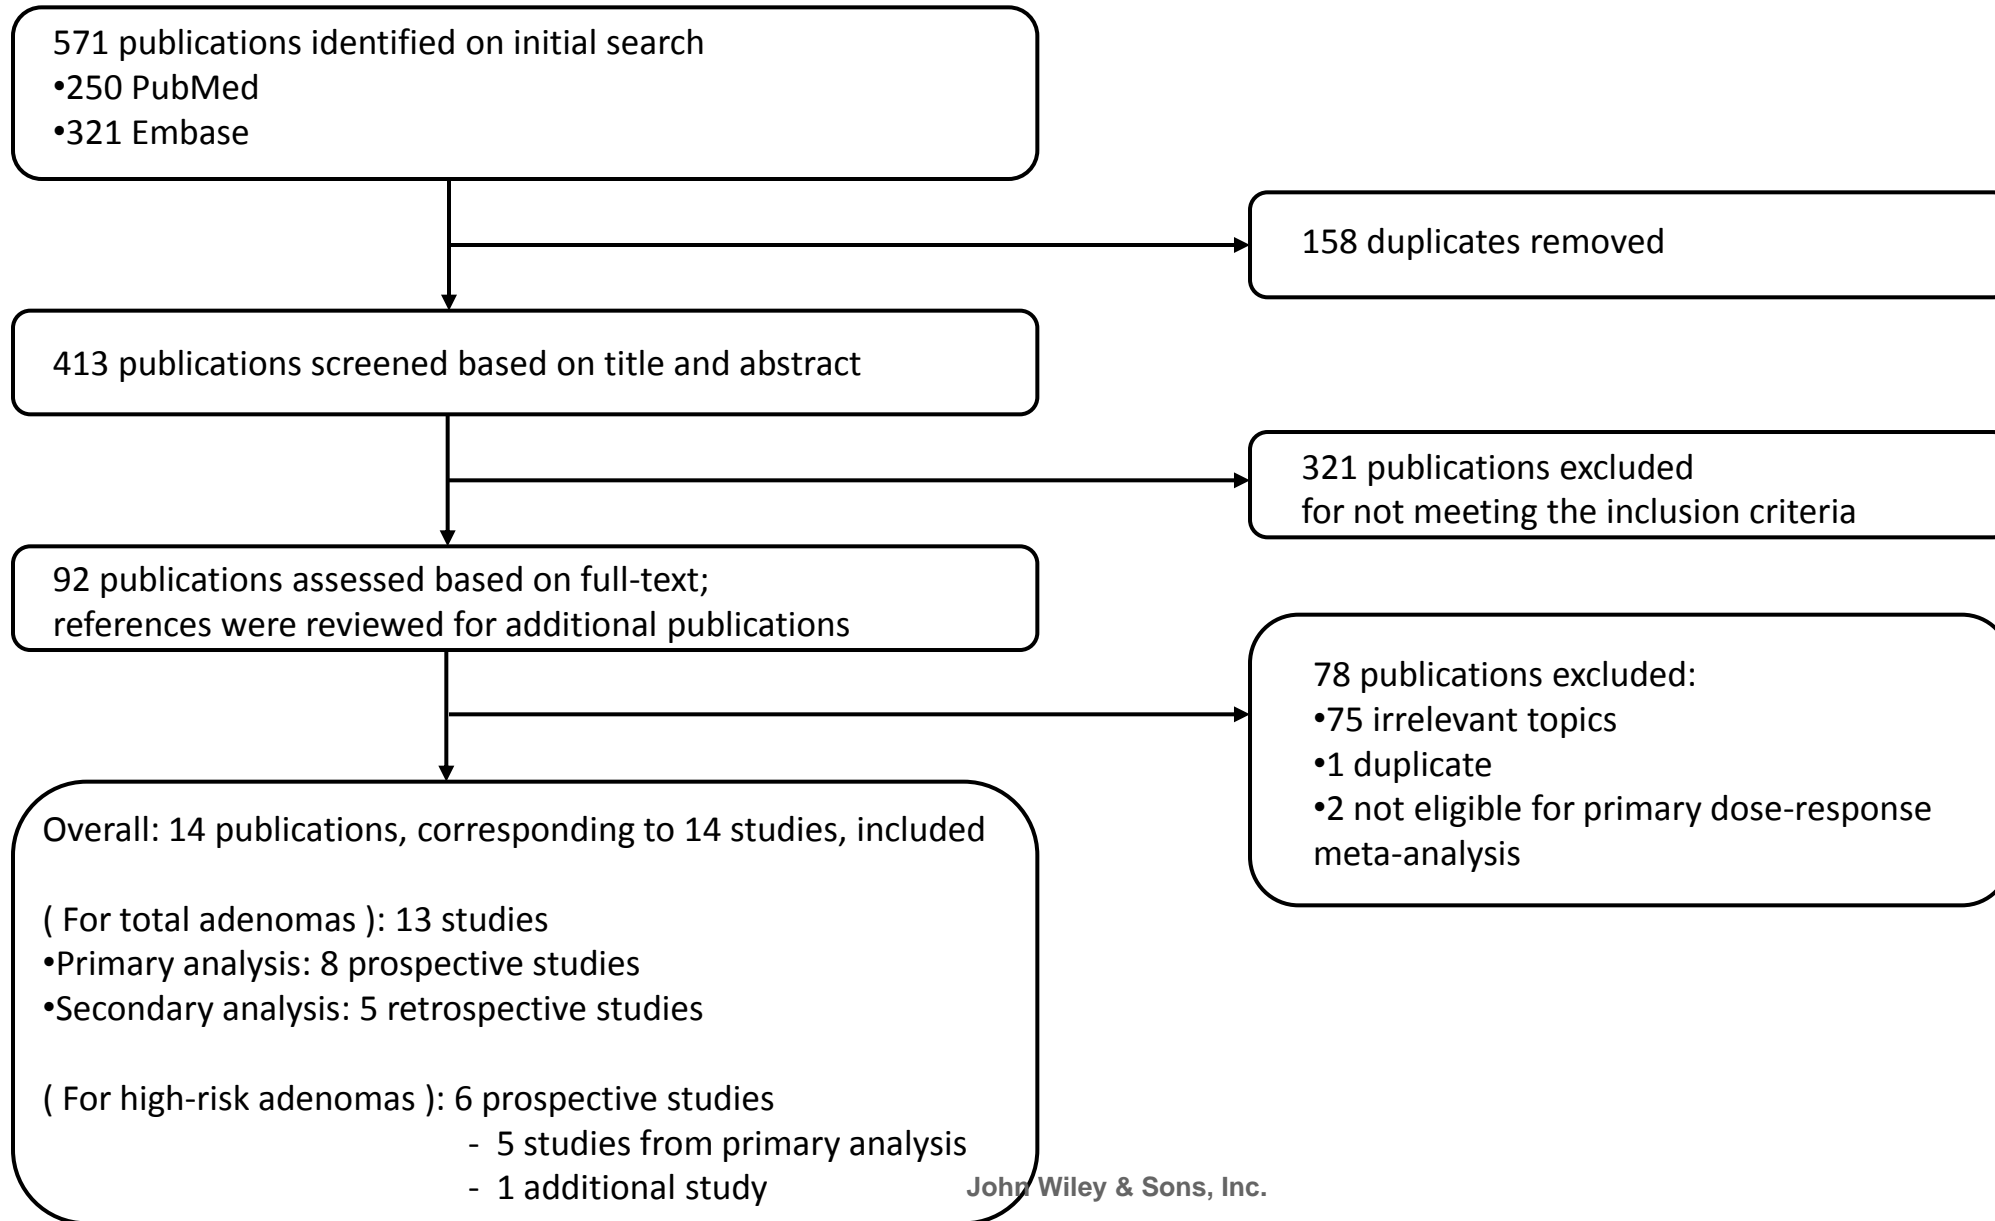 571 publications identified on initial search
•250 PubMed
•321 Embase
158 duplicates removed
413 publications screened based on title and abstract
321 publications excluded
for not meeting the inclusion criteria
92 publications assessed based on full-text;
references were reviewed for additional publications
78 publications excluded:
•75 irrelevant topics
•1 duplicate
•2 not eligible for primary dose-response
meta-analysis
Overall: 14 publications, corresponding to 14 studies, included
( For total adenomas ): 13 studies
•Primary analysis: 8 prospective studies
•Secondary analysis: 5 retrospective studies
( For high-risk adenomas ): 6 prospective studies
- 5 studies from primary analysis
- 1 additional study
John Wiley & Sons, Inc.